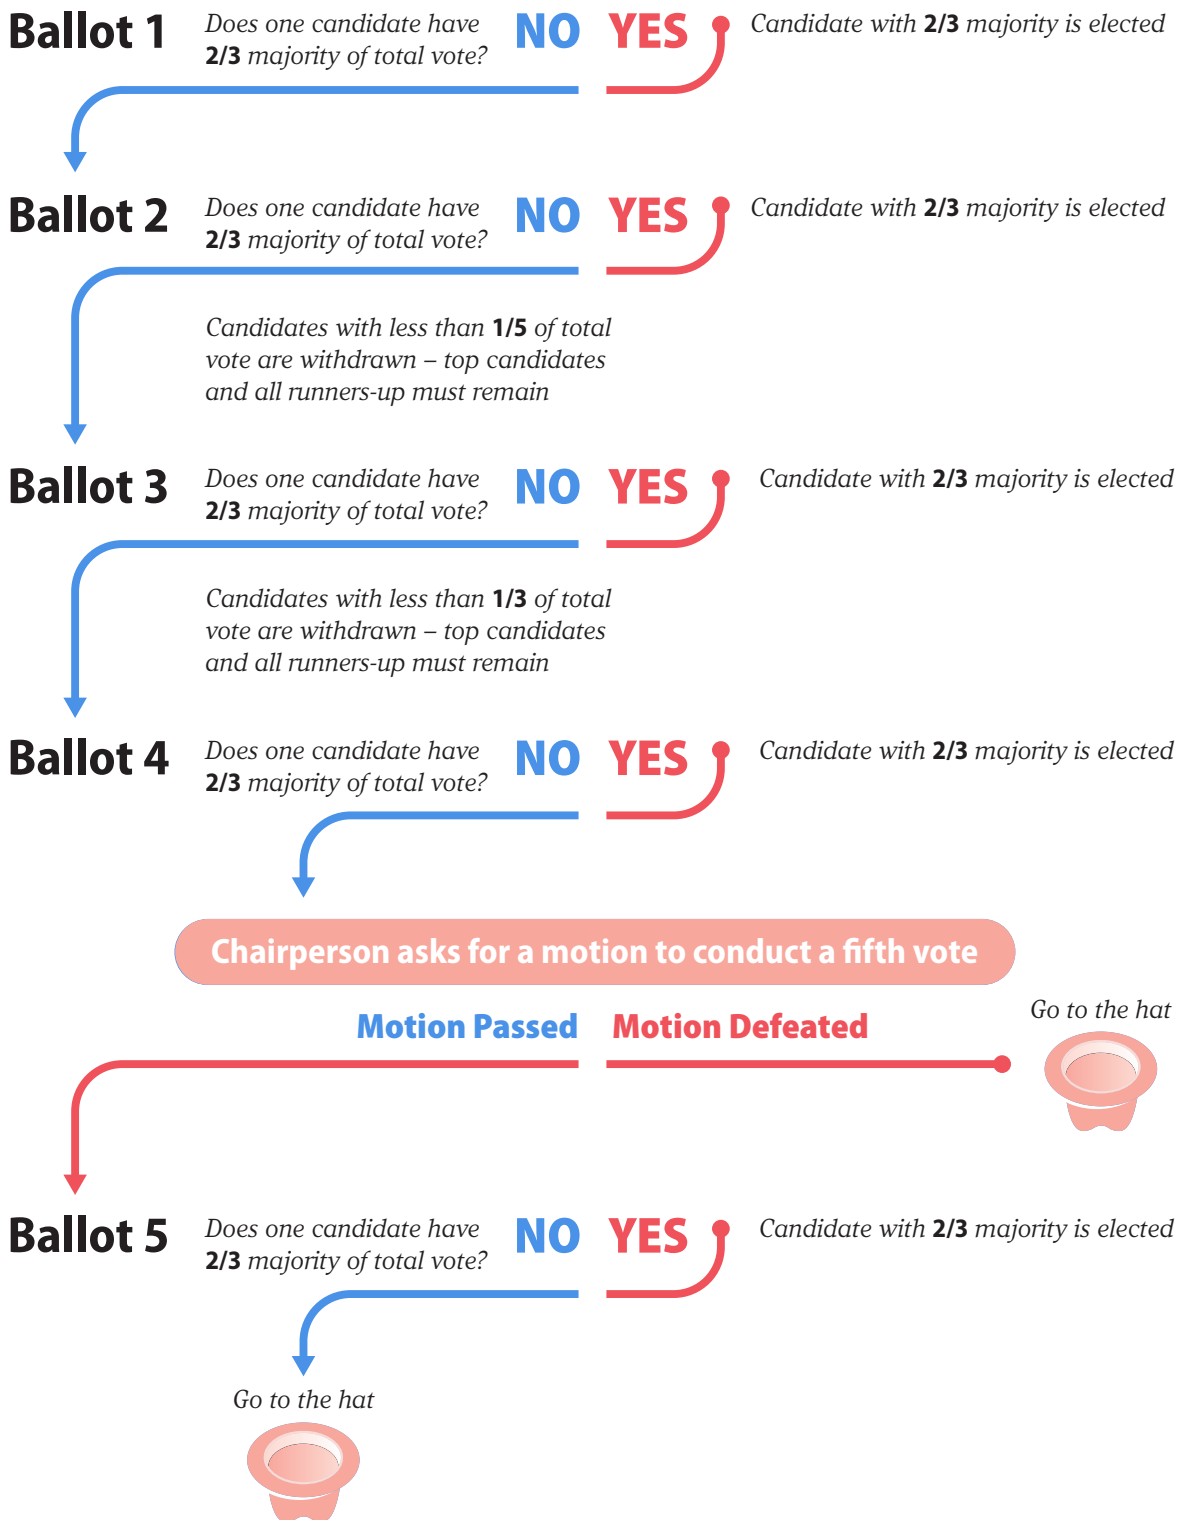 Ballot 1
Does one candidate have
2/3 majority of total vote?
NO YES
Candidate with 2/3 majority is elected
Ballot 2
Does one candidate have
2/3 majority of total vote?
NO YES
Candidate with 2/3 majority is elected
Candidates with less than 1/5 of total
vote are withdrawn – top candidates
and all runners-up must remain
Ballot 3
Does one candidate have
2/3 majority of total vote?
NO YES
Candidate with 2/3 majority is elected
Candidates with less than 1/3 of total
vote are withdrawn – top candidates
and all runners-up must remain
Ballot 4
Does one candidate have
2/3 majority of total vote?
NO YES
Candidate with 2/3 majority is elected
Chairperson asks for a motion to conduct a fifth vote
Motion Passed Motion Defeated
Go to the hat
Ballot 5
Does one candidate have
2/3 majority of total vote?
NO YES
Candidate with 2/3 majority is elected
Go to the hat